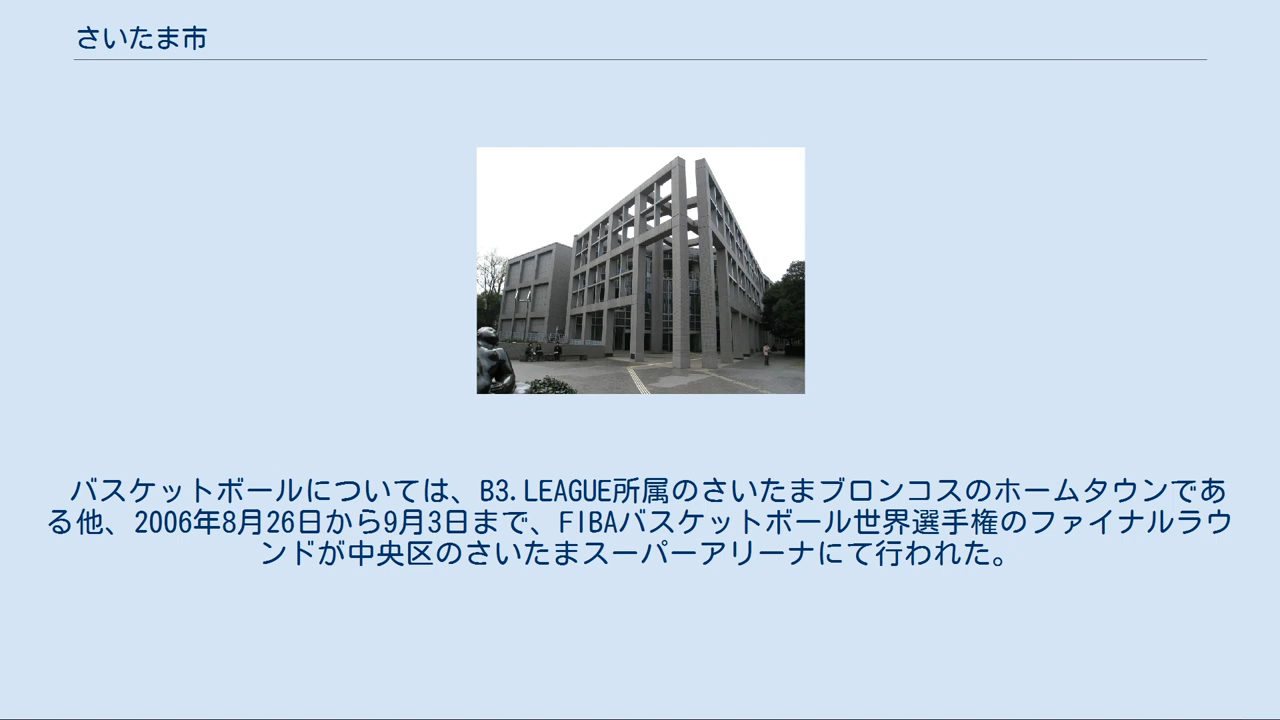 さいたま市
バスケットボールについては、B3.LEAGUE所属のさいたまブロンコスのホームタウンであ
る他、2006年8月26日から9月3日まで、FIBAバスケットボール世界選手権のファイナルラウ
ンドが中央区のさいたまスーパーアリーナにて行われた。